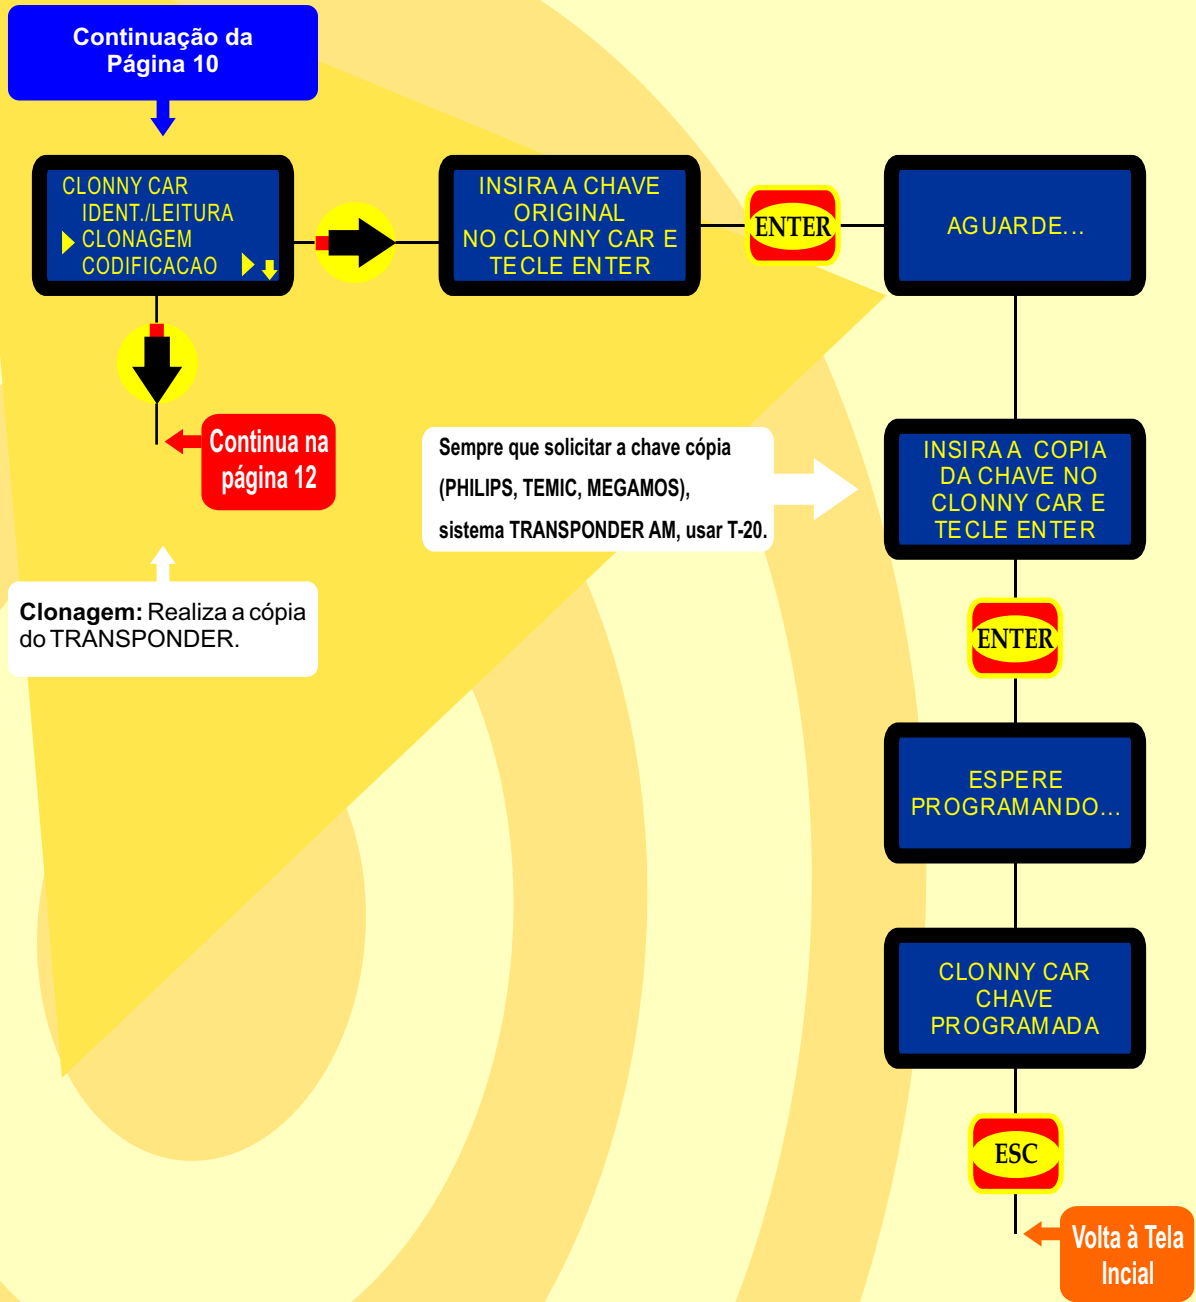 Continuação da
Página 10
CLONNY CAR
IDENT./LEITURA
CLONAGEM
CODIFICACAO
INSIRA A CHAVE
ORIGINAL
NO CLONNY CAR E
TECLE ENTER
ENTER
AGUARDE...
Continua na
página 12
Sempre que solicitar a chave cópia
(PHILIPS, TEMIC, MEGAMOS),
sistema TRANSPONDER AM, usar T-20.
INSIRA A COPIA
DA CHAVE NO
CLONNY CAR E
TECLE ENTER
Clonagem: Realiza a cópia
do TRANSPONDER.
ENTER
ESPERE
PROGRAMANDO...
CLONNY CAR
CHAVE
PROGRAMADA
ESC
Volta à Tela
Incial